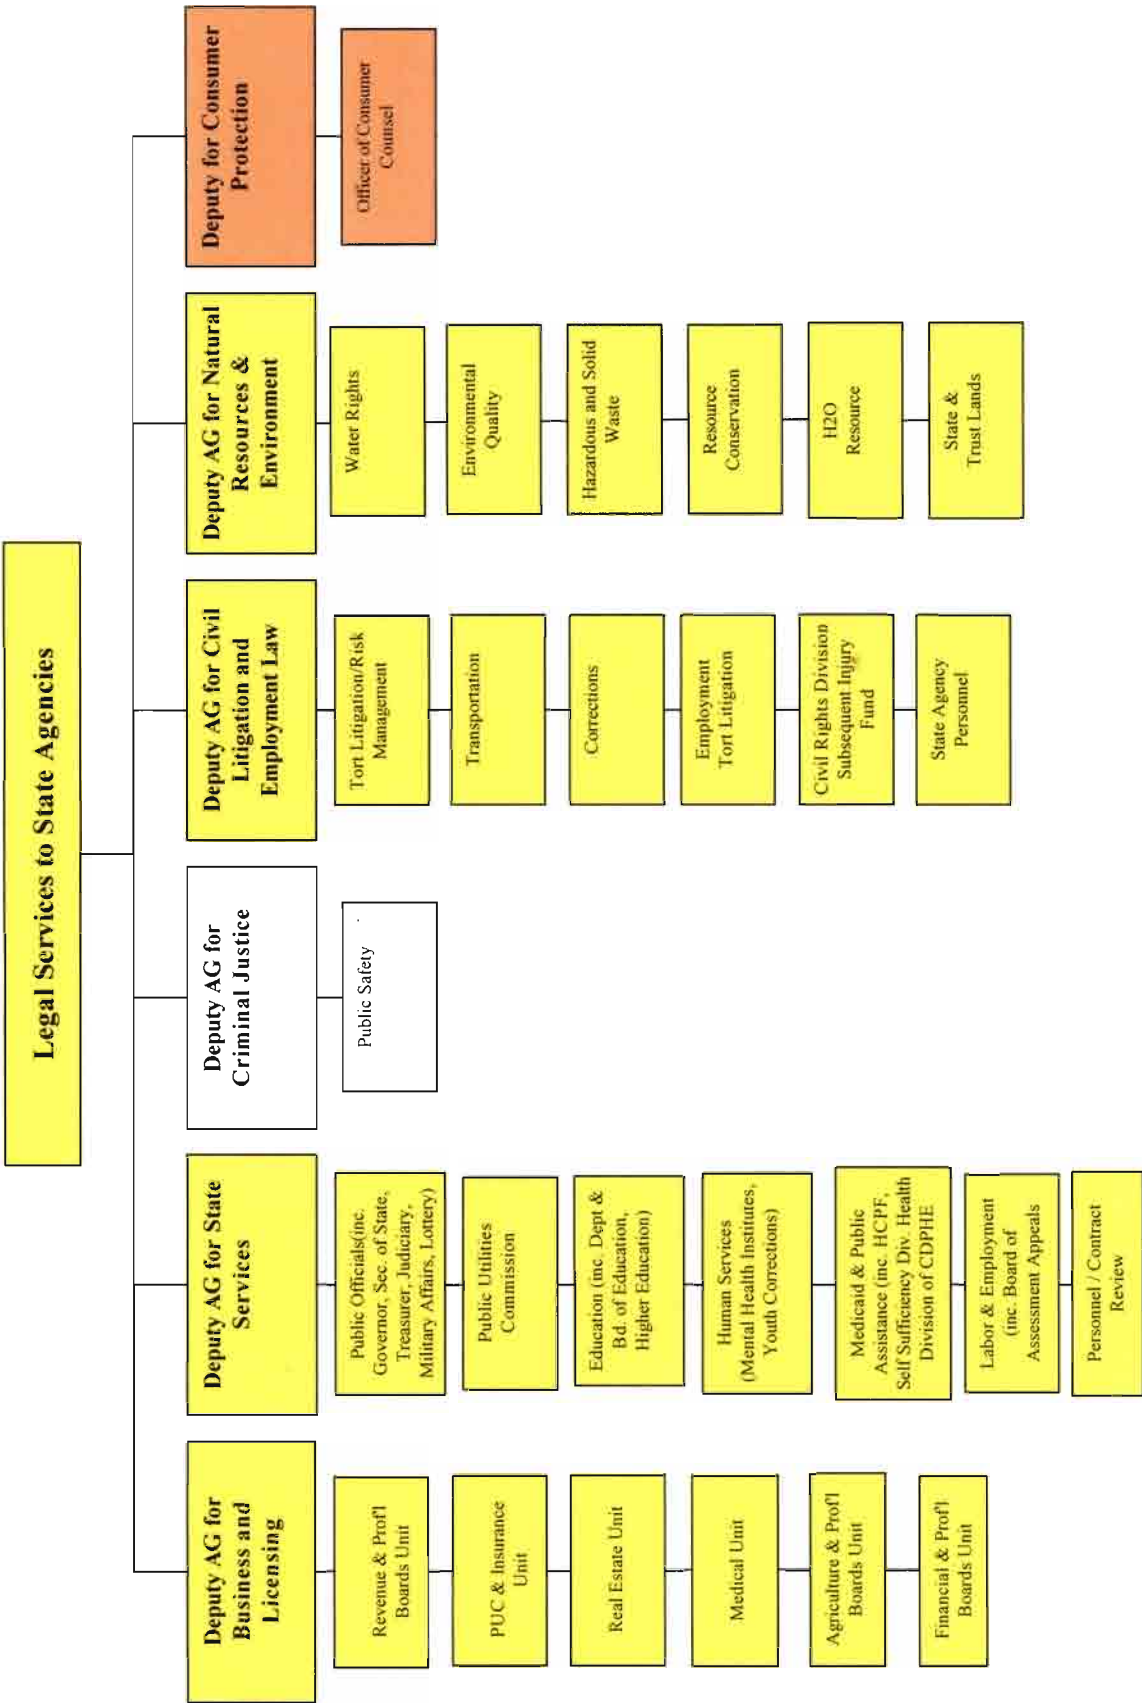 Legal Services to State Agencies
Deputy AG for
Business and
Licensing
Revenue & Prof'l
Boards Unit
PUC & Insurance
Unit
Real Estate Unit
Medical Unit
Agriculture & Prof'l
Boards Unit
Financial & Prof'l
Boards Unit
Deputy AG for State
Services
Public Officials(inc.
Governor, Sec. of State,
Treasurer, Judiciary,
Military Affairs, Lottery)
Public Utilities
Commission
Education (inc. Dept &
Bd. of Education,
Higher Education)
Human Services
(Mental Health Institutes,
Youth Corrections)
Medicaid & Public
Assistance (inc. HCPF,
Self Sufficiency Div. Health
Division of CDPHE
Labor & Employment
(inc. Board of
Assessment Appeals
Personnel / Contract
Review
Deputy AG for
Criminal Justice
Public Safety
Deputy AG for Civil
Litigation and
Employment Law
Tort Litigation/Risk
Management
Transportation
Corrections
Employment
Tort Litigation
Civil Rights Division
Subsequent Injury
Fund
State Agency
Personnel
Deputy AG for Natural
Resources &
Environment
Water Rights
Environmental
Quality
Hazardous and Solid
Waste
Resource
Conservation
H2O
Resource
State &
Trust Lands
Deputy for Consumer
Protection
Officer of Consumer
Counsel